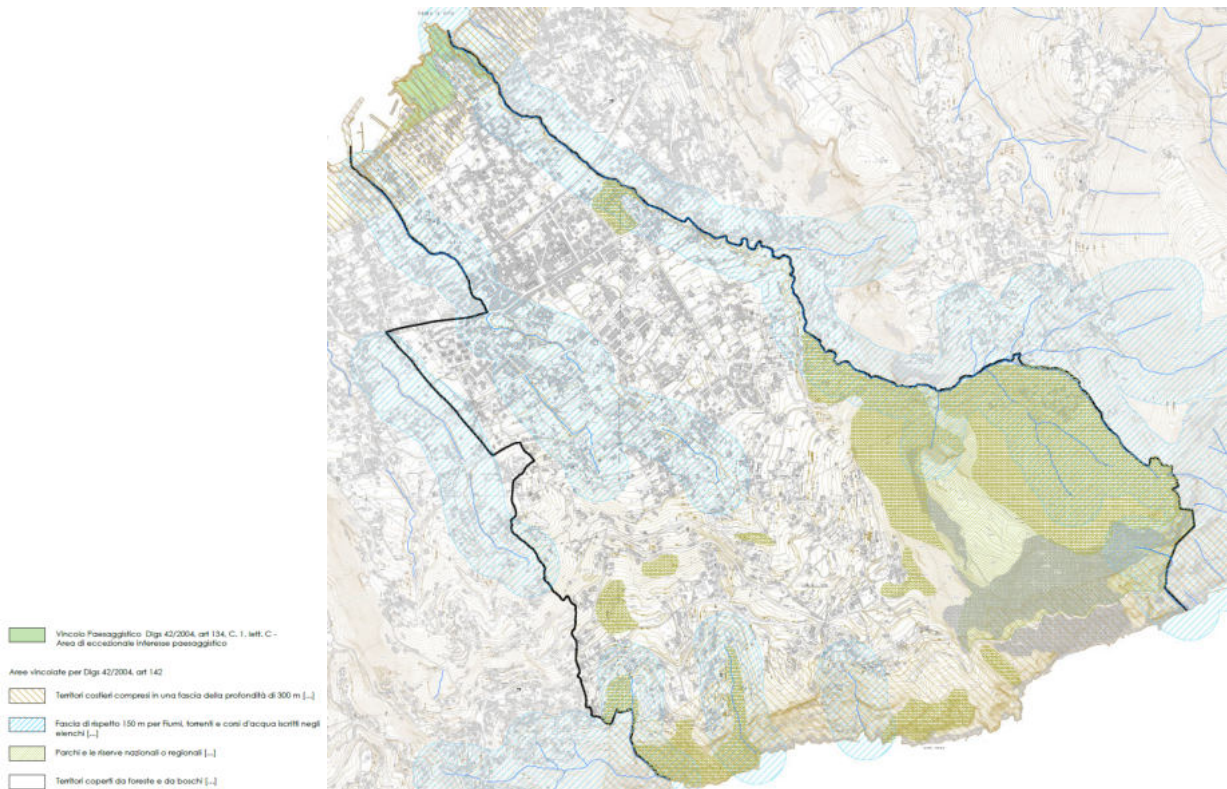 Vincolo Paesaggistico Dlgs 42/2004, art 134, C. 1, lett. C -
Area di eccezionale interesse paesaggistico
Aree vincolate per Dlgs 42/2004, art 142
Territori costieri compresi in una fascia della profondità di 300 m [...]
Fascia di rispetto 150 m per Fiumi, torrenti e corsi d'acqua iscritti negli
elenchi [...]
Parchi e le riserve nazionali o regionali [...]
Territori coperti da foreste e da boschi [...]